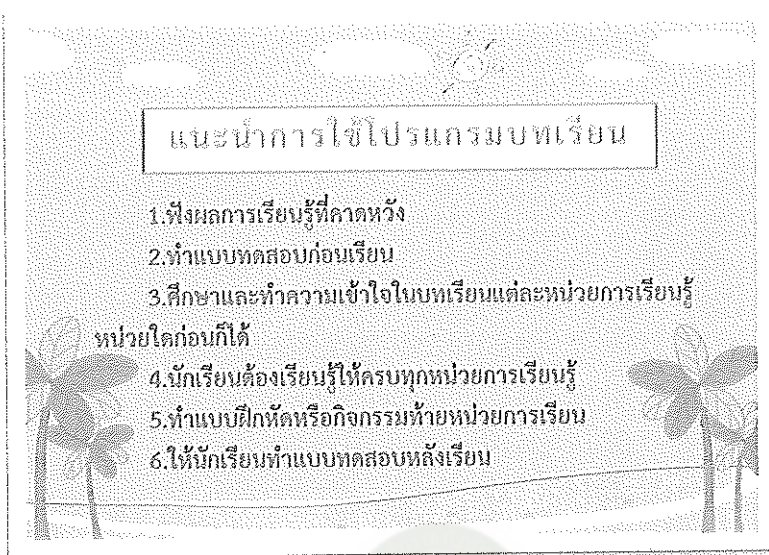 แนะนำการใช้โปรแกรมบทเรียน
1.ฟังผลการเรียนรู้ที่คาดหวัง
2.ทำแบบทดสอบก่อนเรียน
3.ศึกษาและทำความเข้าใจในบทเรียนแต่ละหน่วยการเรียนรู้
หน่วยใดก่อนก็ได้
4.นักเรียนต้องเรียนรู้ให้ครบทุกหน่วยการเรียนรู้
5.ทำแบบฝึกหัดหรือกิจกรรมท้ายหน่วยการเรียน
6.ให้นักเรียนทำแบบทดสอบหลังเรียน